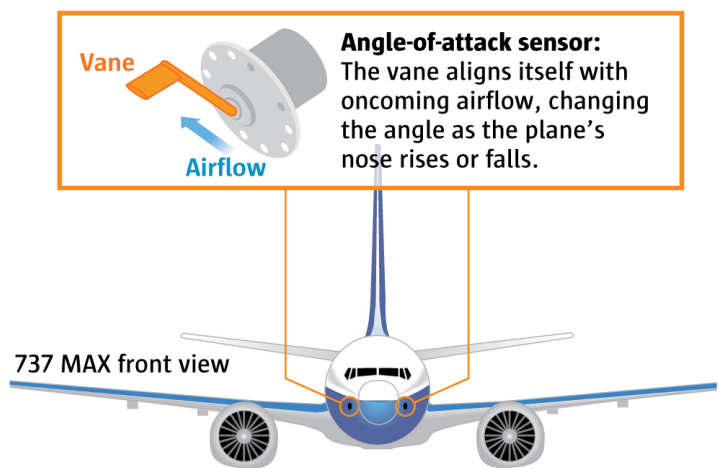 Vane
Airflow
Angle-of-attack sensor:
The vane aligns itself with
oncoming airflow, changing
the angle as the plane’s
nose rises or falls.
737 MAX front view